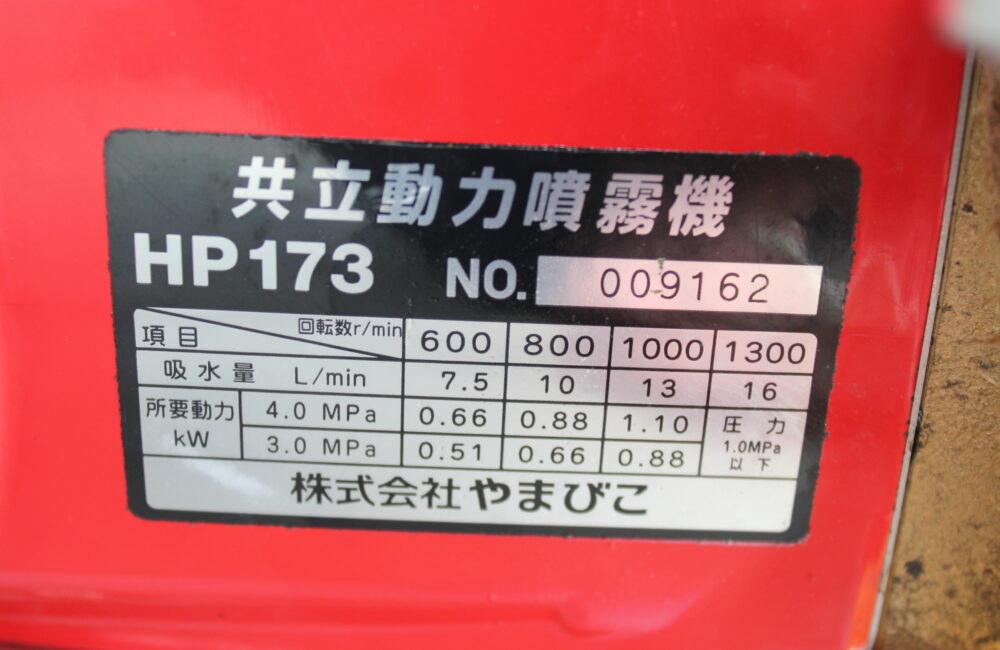 共立動力噴霧機
HP173 NO. 009162
項目 回転数r/min 600 800 1000 1300
吸水量 L/min 7.5 10 13 16
所要動力 kW 4.0 MPa 0.66 0.88 1.10 圧力 1.0MPa 以下
3.0 MPa 0.51 0.66 0.88
株式会社やまびこ